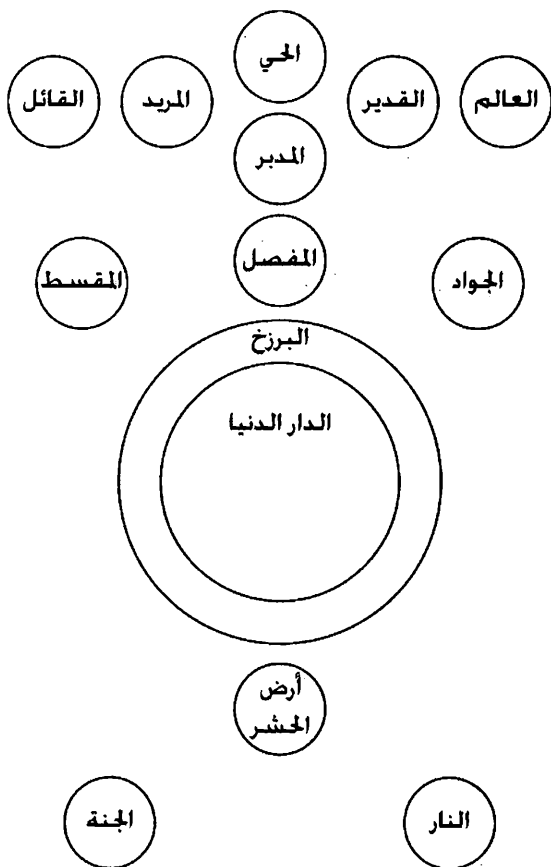 الحي
العالم
القدير
المريد
القائل
المدبر
المفصل
الجواد
المقسط
البرزخ
الدار الدنيا
أرض
الحشر
النار
الجنة